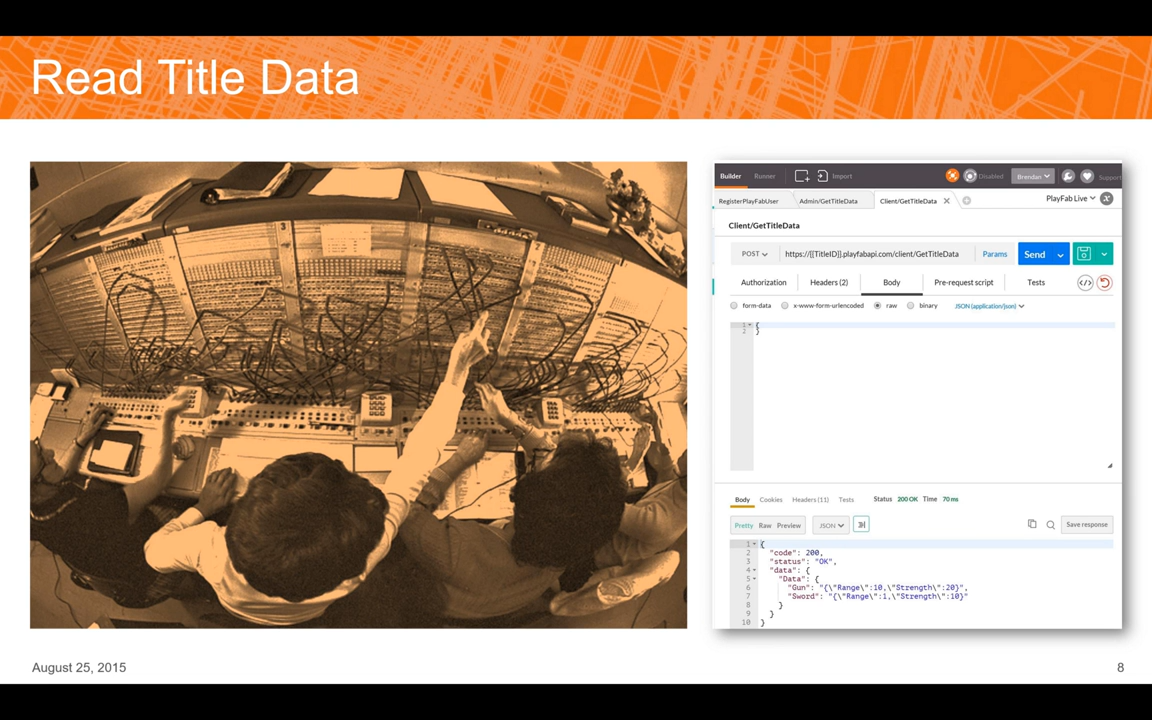 Read Title Data
Builder Runner Import Disabled Brendan Support
RegisterPlayFabUser Admin/GetTitleData Client/GetTitleData PlayFab Live
Client/GetTitleData
POST https://{{TitleID}}.playfabapi.com/client/GetTitleData Params Send
Authorization Headers (2) Body Pre-request script Tests
form-data x-www-form-urlencoded raw binary JSON (application/json)
1 {
2 }
Body Cookies Headers (11) Tests Status 200 OK Time 70 ms
Pretty Raw Preview JSON Save response
1 {
2 "code": 200,
3 "status": "OK",
4 "data": {
5 "Data": {
6 "Gun": "{\"Range\":10,\"Strength\":20}",
7 "Sword": "{\"Range\":1,\"Strength\":10}"
8 }
9 }
10 }
August 25, 2015
8